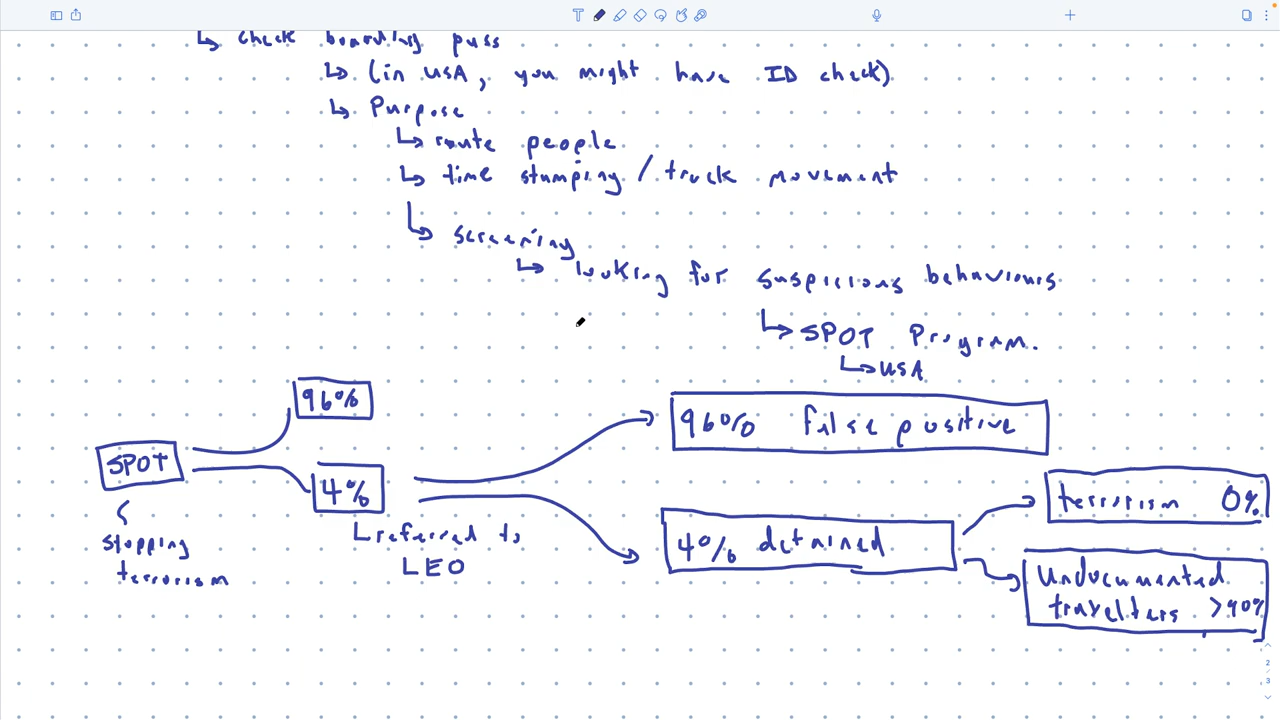 ↳ check boarding pass
↳ (in USA, you might have ID check)
↳ Purpose
↳ route people
↳ time stamping / track movement
↳ screening
↳ looking for suspicious behaviours
↳ SPOT Program.
↳ USA
96%
SPOT
4%
stopping
terrorism
referred to
LEO
96% false positive
4% detained
terrorism 0%
Undocumented
travellers >90%
2
3